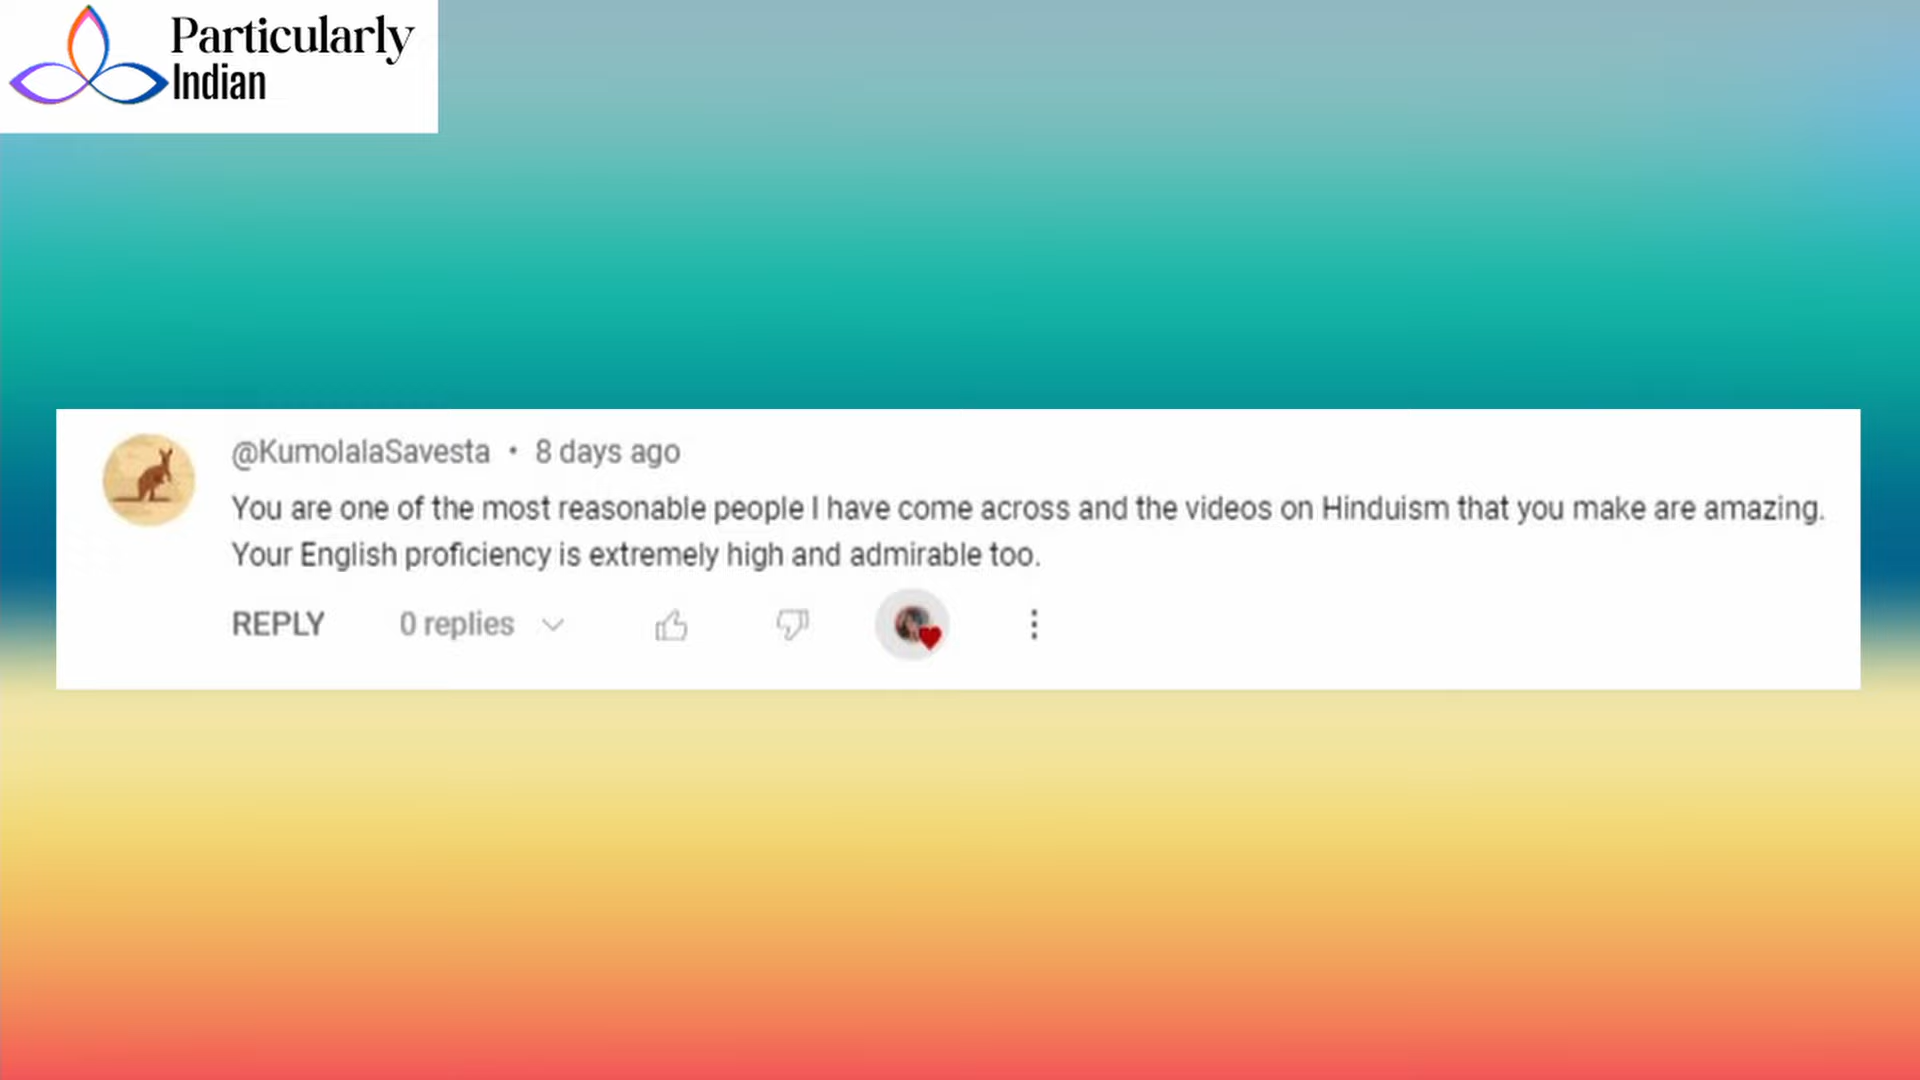 Particularly
Indian
@KumolalaSavesta • 8 days ago
You are one of the most reasonable people I have come across and the videos on Hinduism that you make are amazing.
Your English proficiency is extremely high and admirable too.
REPLY 0 replies